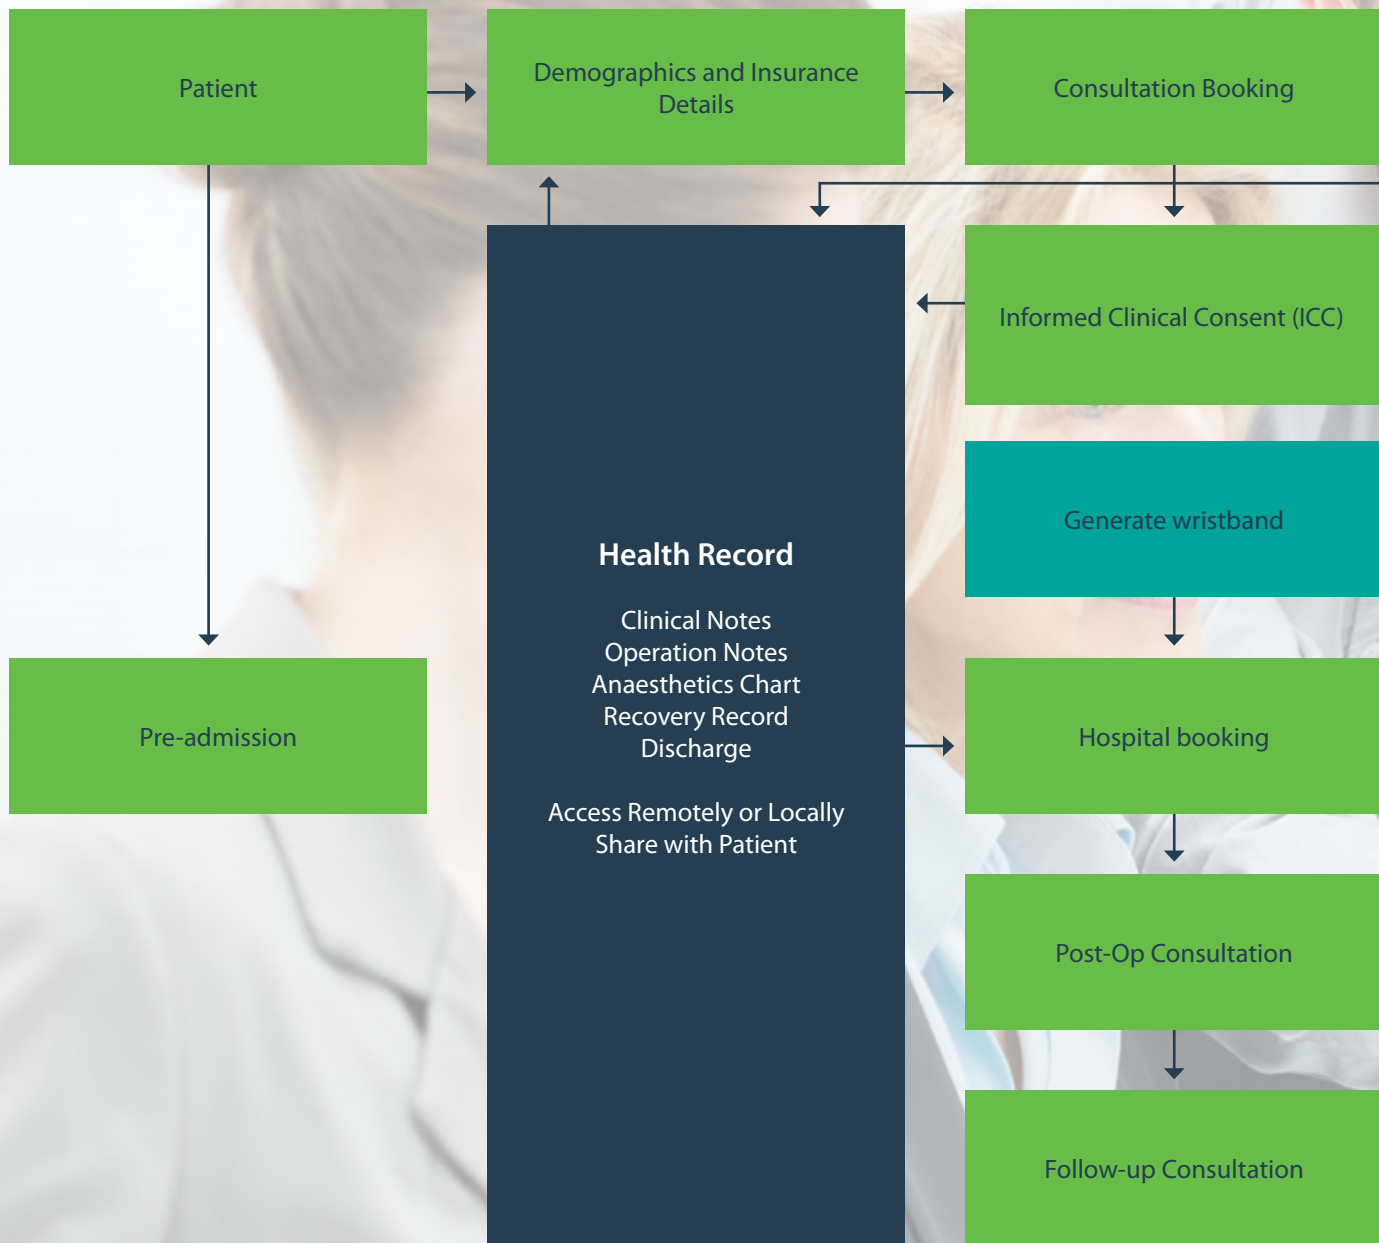 Patient
Demographics and Insurance
Details
Consultation Booking
Informed Clinical Consent (ICC)
Generate wristband
Health Record
Clinical Notes
Operation Notes
Anaesthetics Chart
Recovery Record
Discharge
Access Remotely or Locally
Share with Patient
Pre-admission
Hospital booking
Post-Op Consultation
Follow-up Consultation